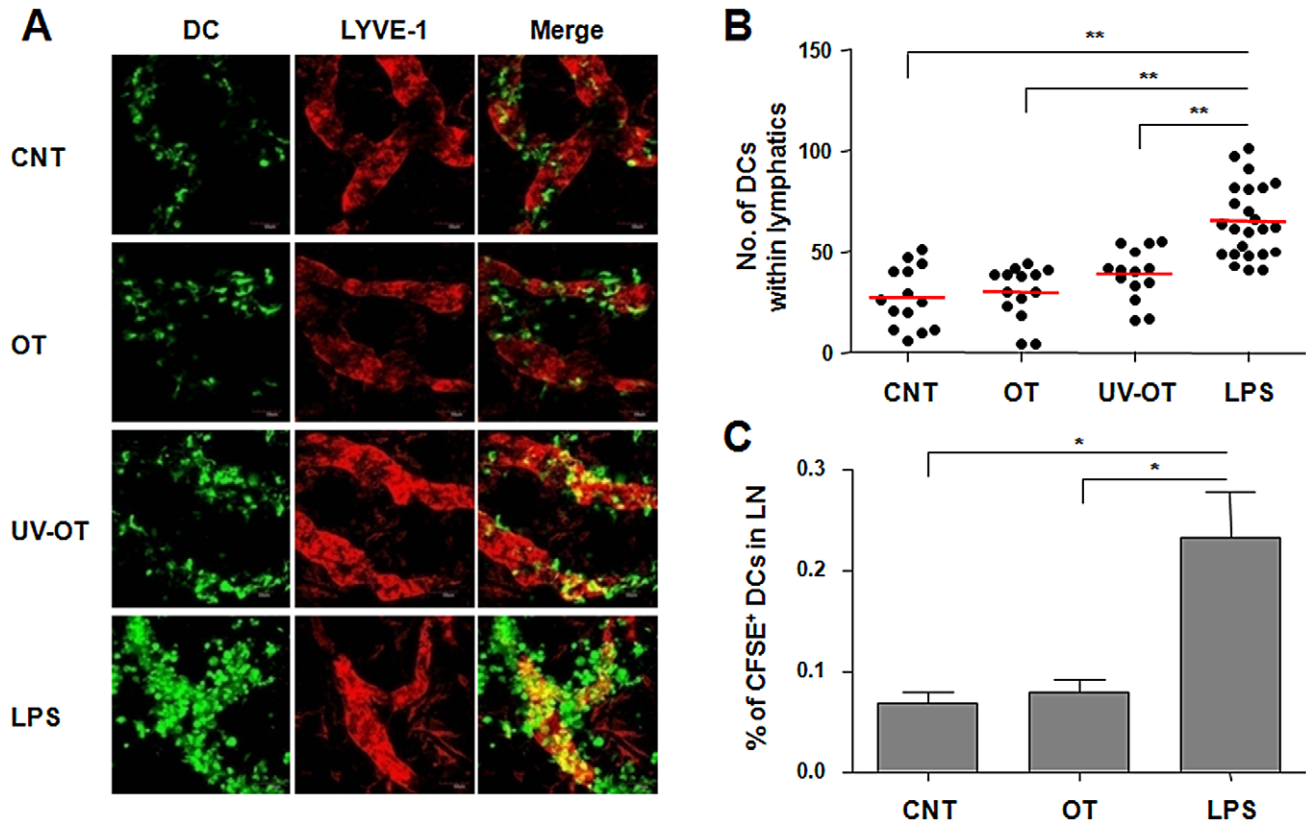 A
DC LYVE-1 Merge
CNT
OT
UV-OT
LPS
B
No. of DCs
within lymphatics
150
100
50
0
**
**
**
CNT OT UV-OT LPS
C
% of CFSE⁺ DCs in LN
0.3
0.2
0.1
0.0
*
*
CNT OT LPS